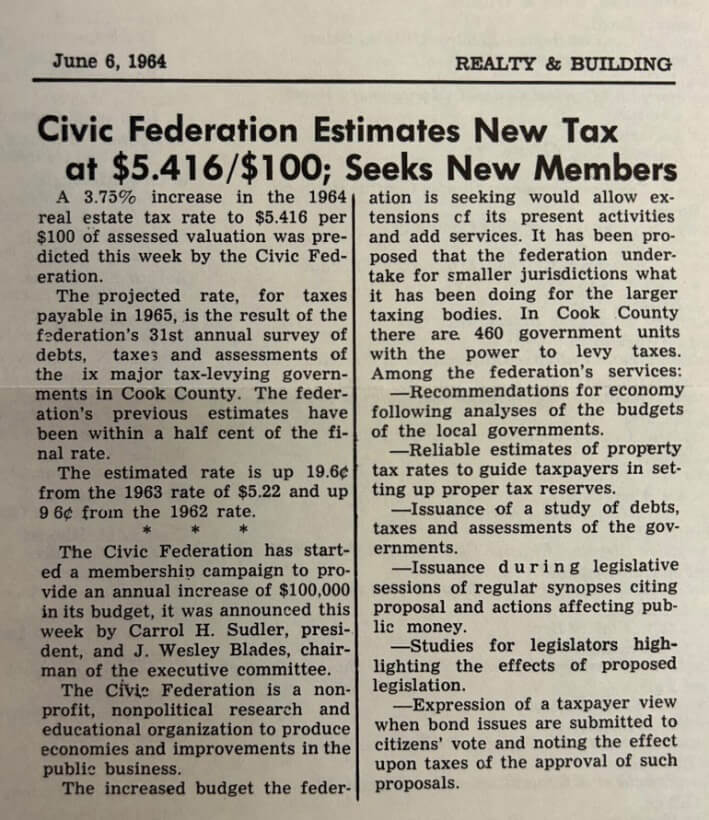 June 6, 1964
REALTY & BUILDING
Civic Federation Estimates New Tax
at $5.416/$100; Seeks New Members
A 3.75% increase in the 1964
real estate tax rate to $5.416 per
$100 of assessed valuation was pre-
dicted this week by the Civic Fed-
eration.
The projected rate, for taxes
payable in 1965, is the result of the
federation's 31st annual survey of
debts, taxes and assessments of
the ix major tax-levying govern-
ments in Cook County. The feder-
ation's previous estimates have
been within a half cent of the fi-
nal rate.
The estimated rate is up 19.6¢
from the 1963 rate of $5.22 and up
9 6¢ from the 1962 rate.
* * *
The Civic Federation has start-
ed a membership campaign to pro-
vide an annual increase of $100,000
in its budget, it was announced this
week by Carrol H. Sudler, presi-
dent, and J. Wesley Blades, chair-
man of the executive committee.
The Civic Federation is a non-
profit, nonpolitical research and
educational organization to produce
economies and improvements in the
public business.
The increased budget the feder-
ation is seeking would allow ex-
tensions cf its present activities
and add services. It has been pro-
posed that the federation under-
take for smaller jurisdictions what
it has been doing for the larger
taxing bodies. In Cook County
there are 460 government units
with the power to levy taxes.
Among the federation's services:
—Recommendations for economy
following analyses of the budgets
of the local governments.
—Reliable estimates of property
tax rates to guide taxpayers in set-
ting up proper tax reserves.
—Issuance of a study of debts,
taxes and assessments of the gov-
ernments.
—Issuance during legislative
sessions of regular synopses citing
proposal and actions affecting pub-
lic money.
—Studies for legislators high-
lighting the effects of proposed
legislation.
—Expression of a taxpayer view
when bond issues are submitted to
citizens' vote and noting the effect
upon taxes of the approval of such
proposals.